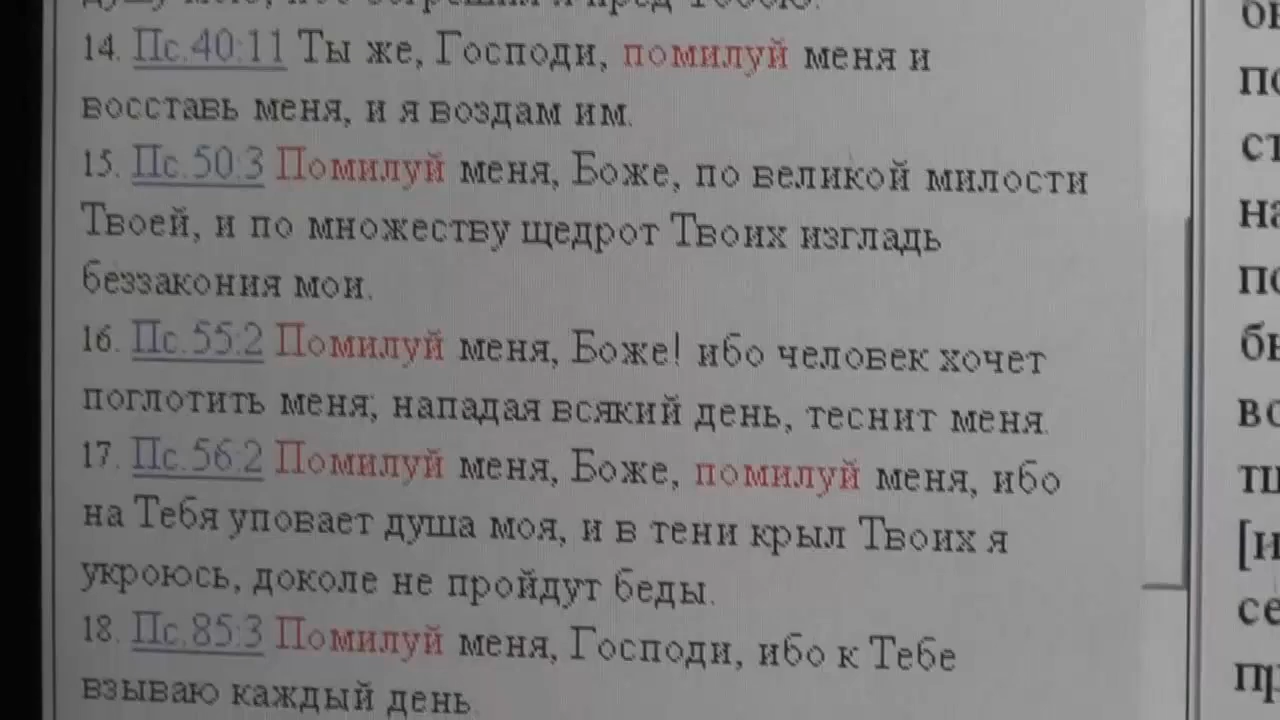 14. Пс.40:11 Ты же, Господи, помилуй меня и
восставь меня, и я воздам им.
15. Пс.50:3 Помилуй меня, Боже, по великой милости
Твоей, и по множеству щедрот Твоих изгладь
беззакония мои.
16. Пс.55:2 Помилуй меня, Боже! ибо человек хочет
поглотить меня; нападая всякий день, теснит меня.
17. Пс.56:2 Помилуй меня, Боже, помилуй меня, ибо
на Тебя уповает душа моя, и в тени крыл Твоих я
укроюсь, доколе не пройдут беды.
18. Пс.85:3 Помилуй меня, Господи, ибо к Тебе
взываю каждый день.